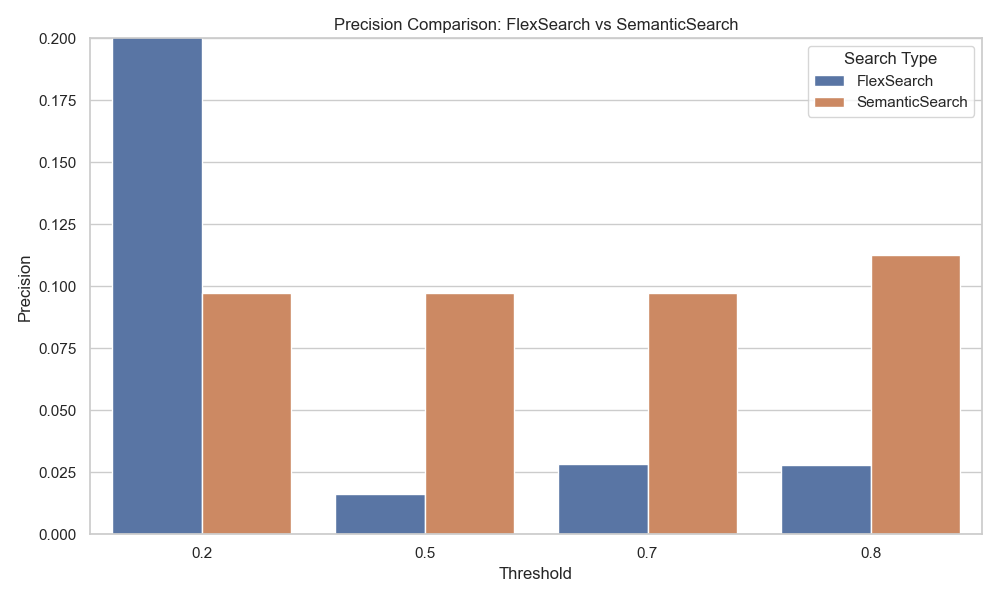 Precision Comparison: FlexSearch vs SemanticSearch
Search Type
FlexSearch
SemanticSearch
Precision
0.200
0.175
0.150
0.125
0.100
0.075
0.050
0.025
0.000
0.2
0.5
0.7
0.8
Threshold